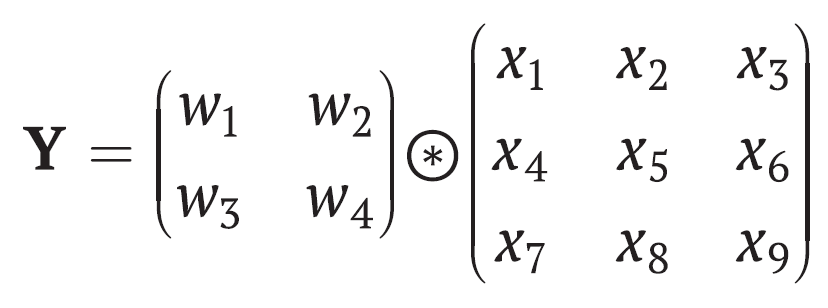 Y = (w₁ w₂; w₃ w₄) ⊛ (x₁ x₂ x₃; x₄ x₅ x₆; x₇ x₈ x₉)